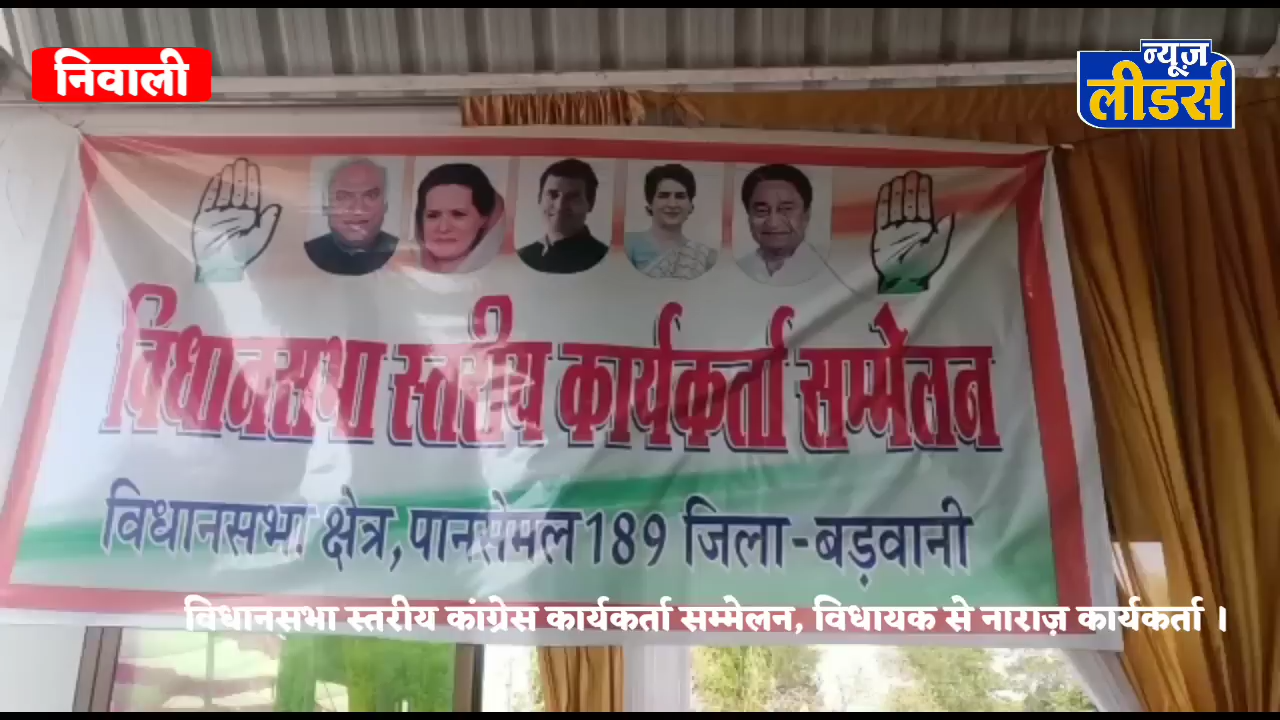 निवाली
न्यूज़
लीडर्स
विधानसभा स्तरीय कार्यकर्ता सम्मेलन
विधानसभा क्षेत्र, पानसेमल 189 जिला-बड़वानी
विधानसभा स्तरीय कांग्रेस कार्यकर्ता सम्मेलन, विधायक से नाराज़ कार्यकर्ता ।